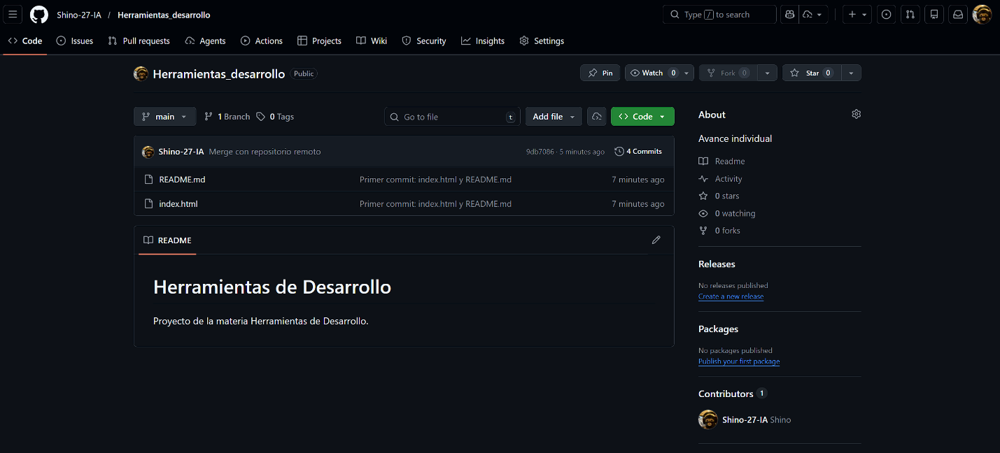 Shino-27-IA / Herramientas_desarrollo
Type / to search
Code Issues Pull requests Agents Actions Projects Wiki Security Insights Settings
Herramientas_desarrollo Public
Pin Watch 0 Fork 0 Star 0
main 1 Branch 0 Tags
Go to file t
Add file
Code
Shino-27-IA Merge con repositorio remoto 9db7086 · 5 minutes ago 4 Commits
README.md Primer commit: index.html y README.md 7 minutes ago
index.html Primer commit: index.html y README.md 7 minutes ago
README
Herramientas de Desarrollo
Proyecto de la materia Herramientas de Desarrollo.
About
Avance individual
Readme
Activity
0 stars
0 watching
0 forks
Releases
No releases published
Create a new release
Packages
No packages published
Publish your first package
Contributors 1
Shino-27-IA Shino